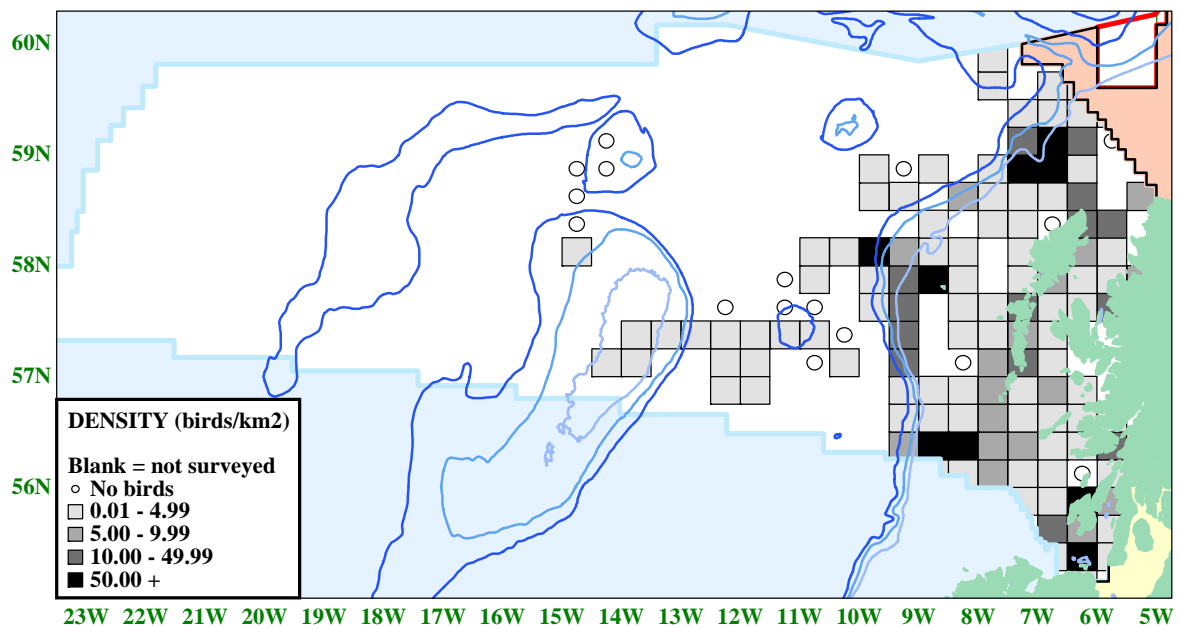 60N
59N
58N
57N
56N
DENSITY (birds/km2)
Blank = not surveyed
No birds
0.01 - 4.99
5.00 - 9.99
10.00 - 49.99
50.00 +
23W 22W 21W 20W 19W 18W 17W 16W 15W 14W 13W 12W 11W 10W 9W 8W 7W 6W 5W